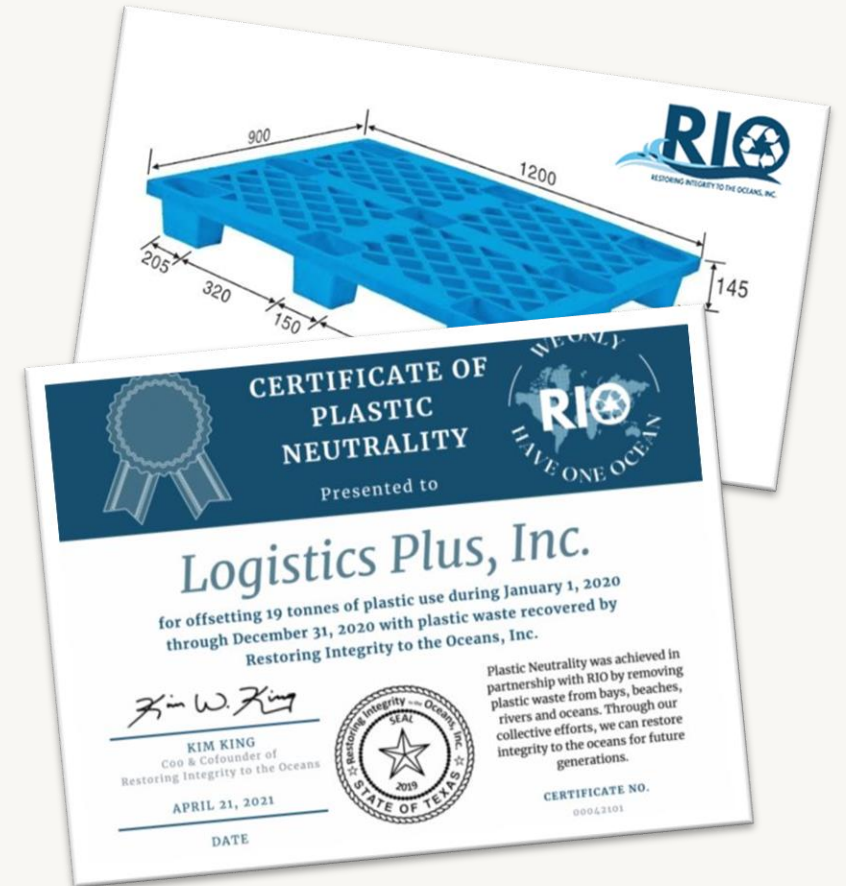 900
1200
RIO
RESTORING INTEGRITY TO THE OCEANS, INC.
205
320
150
145
CERTIFICATE OF
PLASTIC
NEUTRALITY
Presented to
WE ONLY
RIO
HAVE ONE OCEAN
Logistics Plus, Inc.
for offsetting 19 tonnes of plastic use during January 1, 2020
through December 31, 2020 with plastic waste recovered by
Restoring Integrity to the Oceans, Inc.
Kim W. King
KIM KING
Coo & Cofounder of
Restoring Integrity to the Oceans
APRIL 21, 2021
DATE
Restoring Integrity to the Oceans, Inc.
SEAL
2019
STATE OF TEXAS
Plastic Neutrality was achieved in
partnership with RIO by removing
plastic waste from bays, beaches,
rivers and oceans. Through our
collective efforts, we can restore
integrity to the oceans for future
generations.
CERTIFICATE NO.
00042101